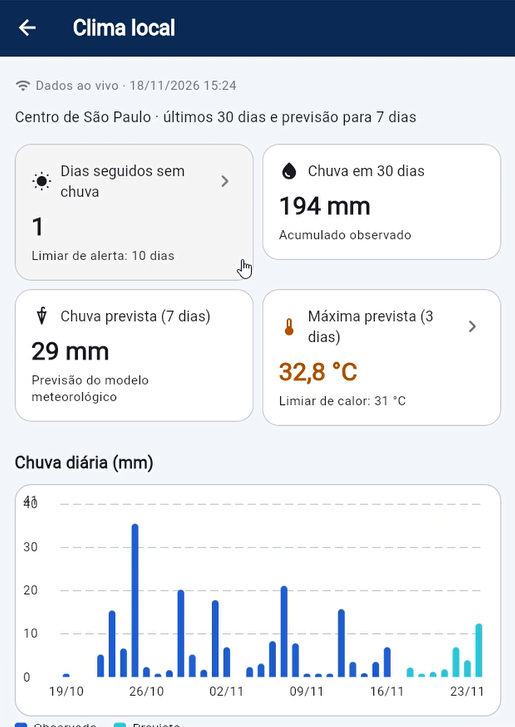 Clima local
Dados ao vivo · 18/11/2026 15:24
Centro de São Paulo · últimos 30 dias e previsão para 7 dias
Dias seguidos sem
chuva
1
Limiar de alerta: 10 dias
Chuva em 30 dias
194 mm
Acumulado observado
Chuva prevista (7 dias)
29 mm
Previsão do modelo
meteorológico
Máxima prevista (3
dias)
32,8 °C
Limiar de calor: 31 °C
Chuva diária (mm)
41
40
30
20
10
0
19/10 26/10 02/11 09/11 16/11 23/11
Observado Prevista